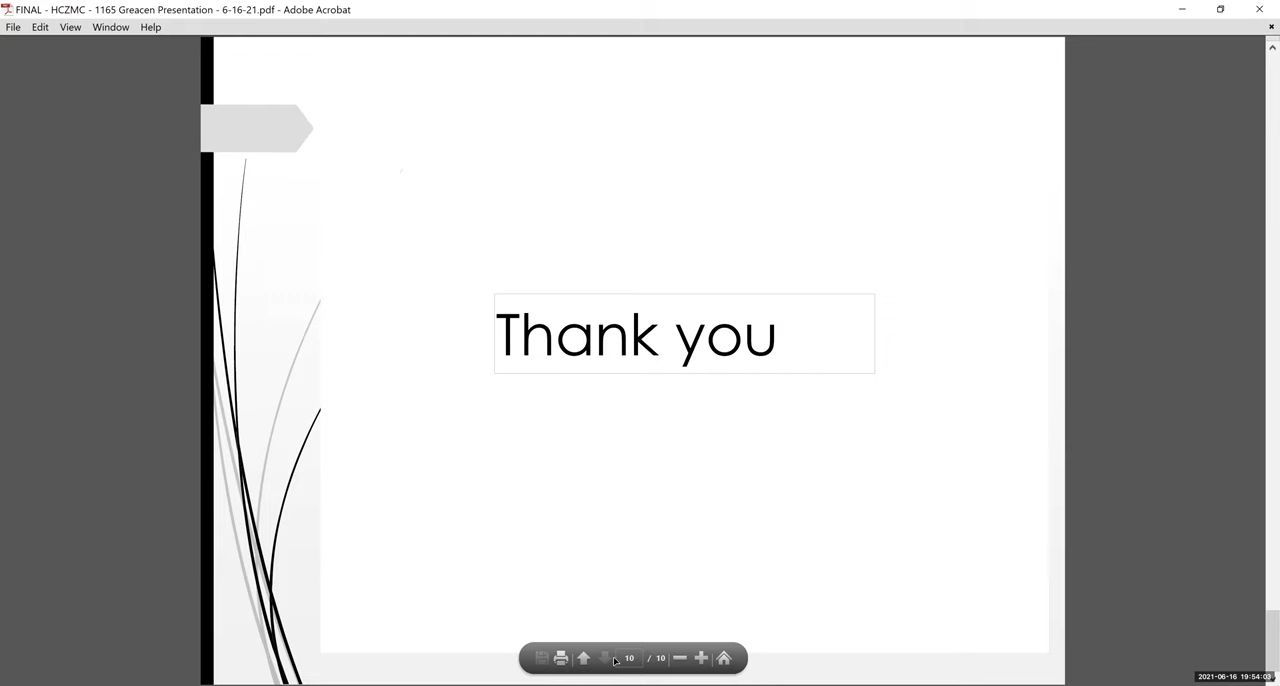 FINAL - HCZMC - 1165 Greacen Presentation - 6-16-21.pdf - Adobe Acrobat
File Edit View Window Help
Thank you
10 / 10
2021-06-16 19:54:03